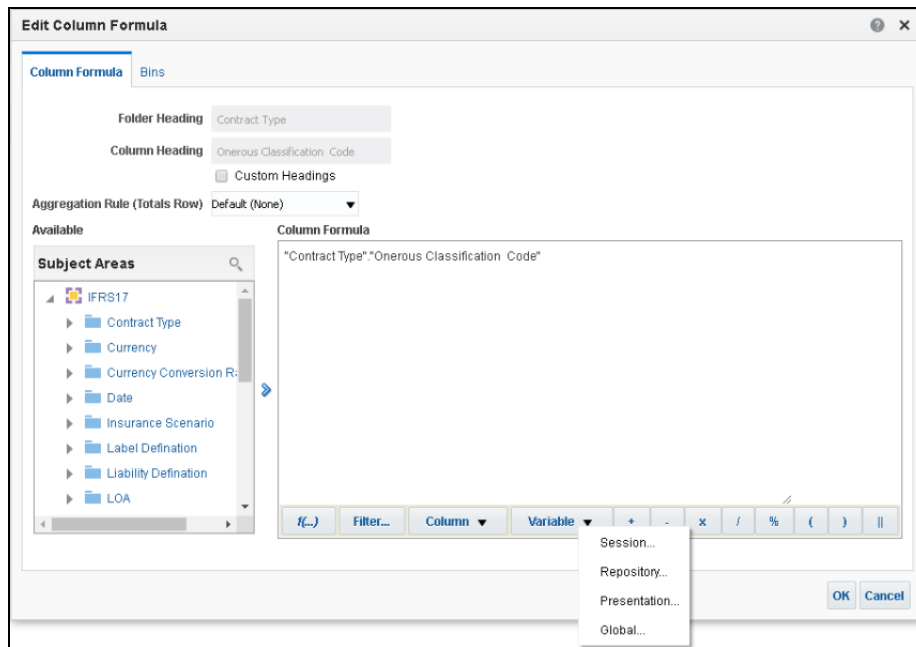 Edit Column Formula
Column Formula Bins
Folder Heading Contract Type
Column Heading Onerous Classification Code
Custom Headings
Aggregation Rule (Totals Row) Default (None)
Available Column Formula
Subject Areas
"Contract Type"."Onerous Classification Code"
IFRS17
Contract Type
Currency
Currency Conversion Ra
Date
Insurance Scenario
Label Defination
Liability Defination
LOA
f(...) Filter... Column Variable + - x / % ( ) ||
Session...
Repository...
Presentation...
Global...
OK Cancel